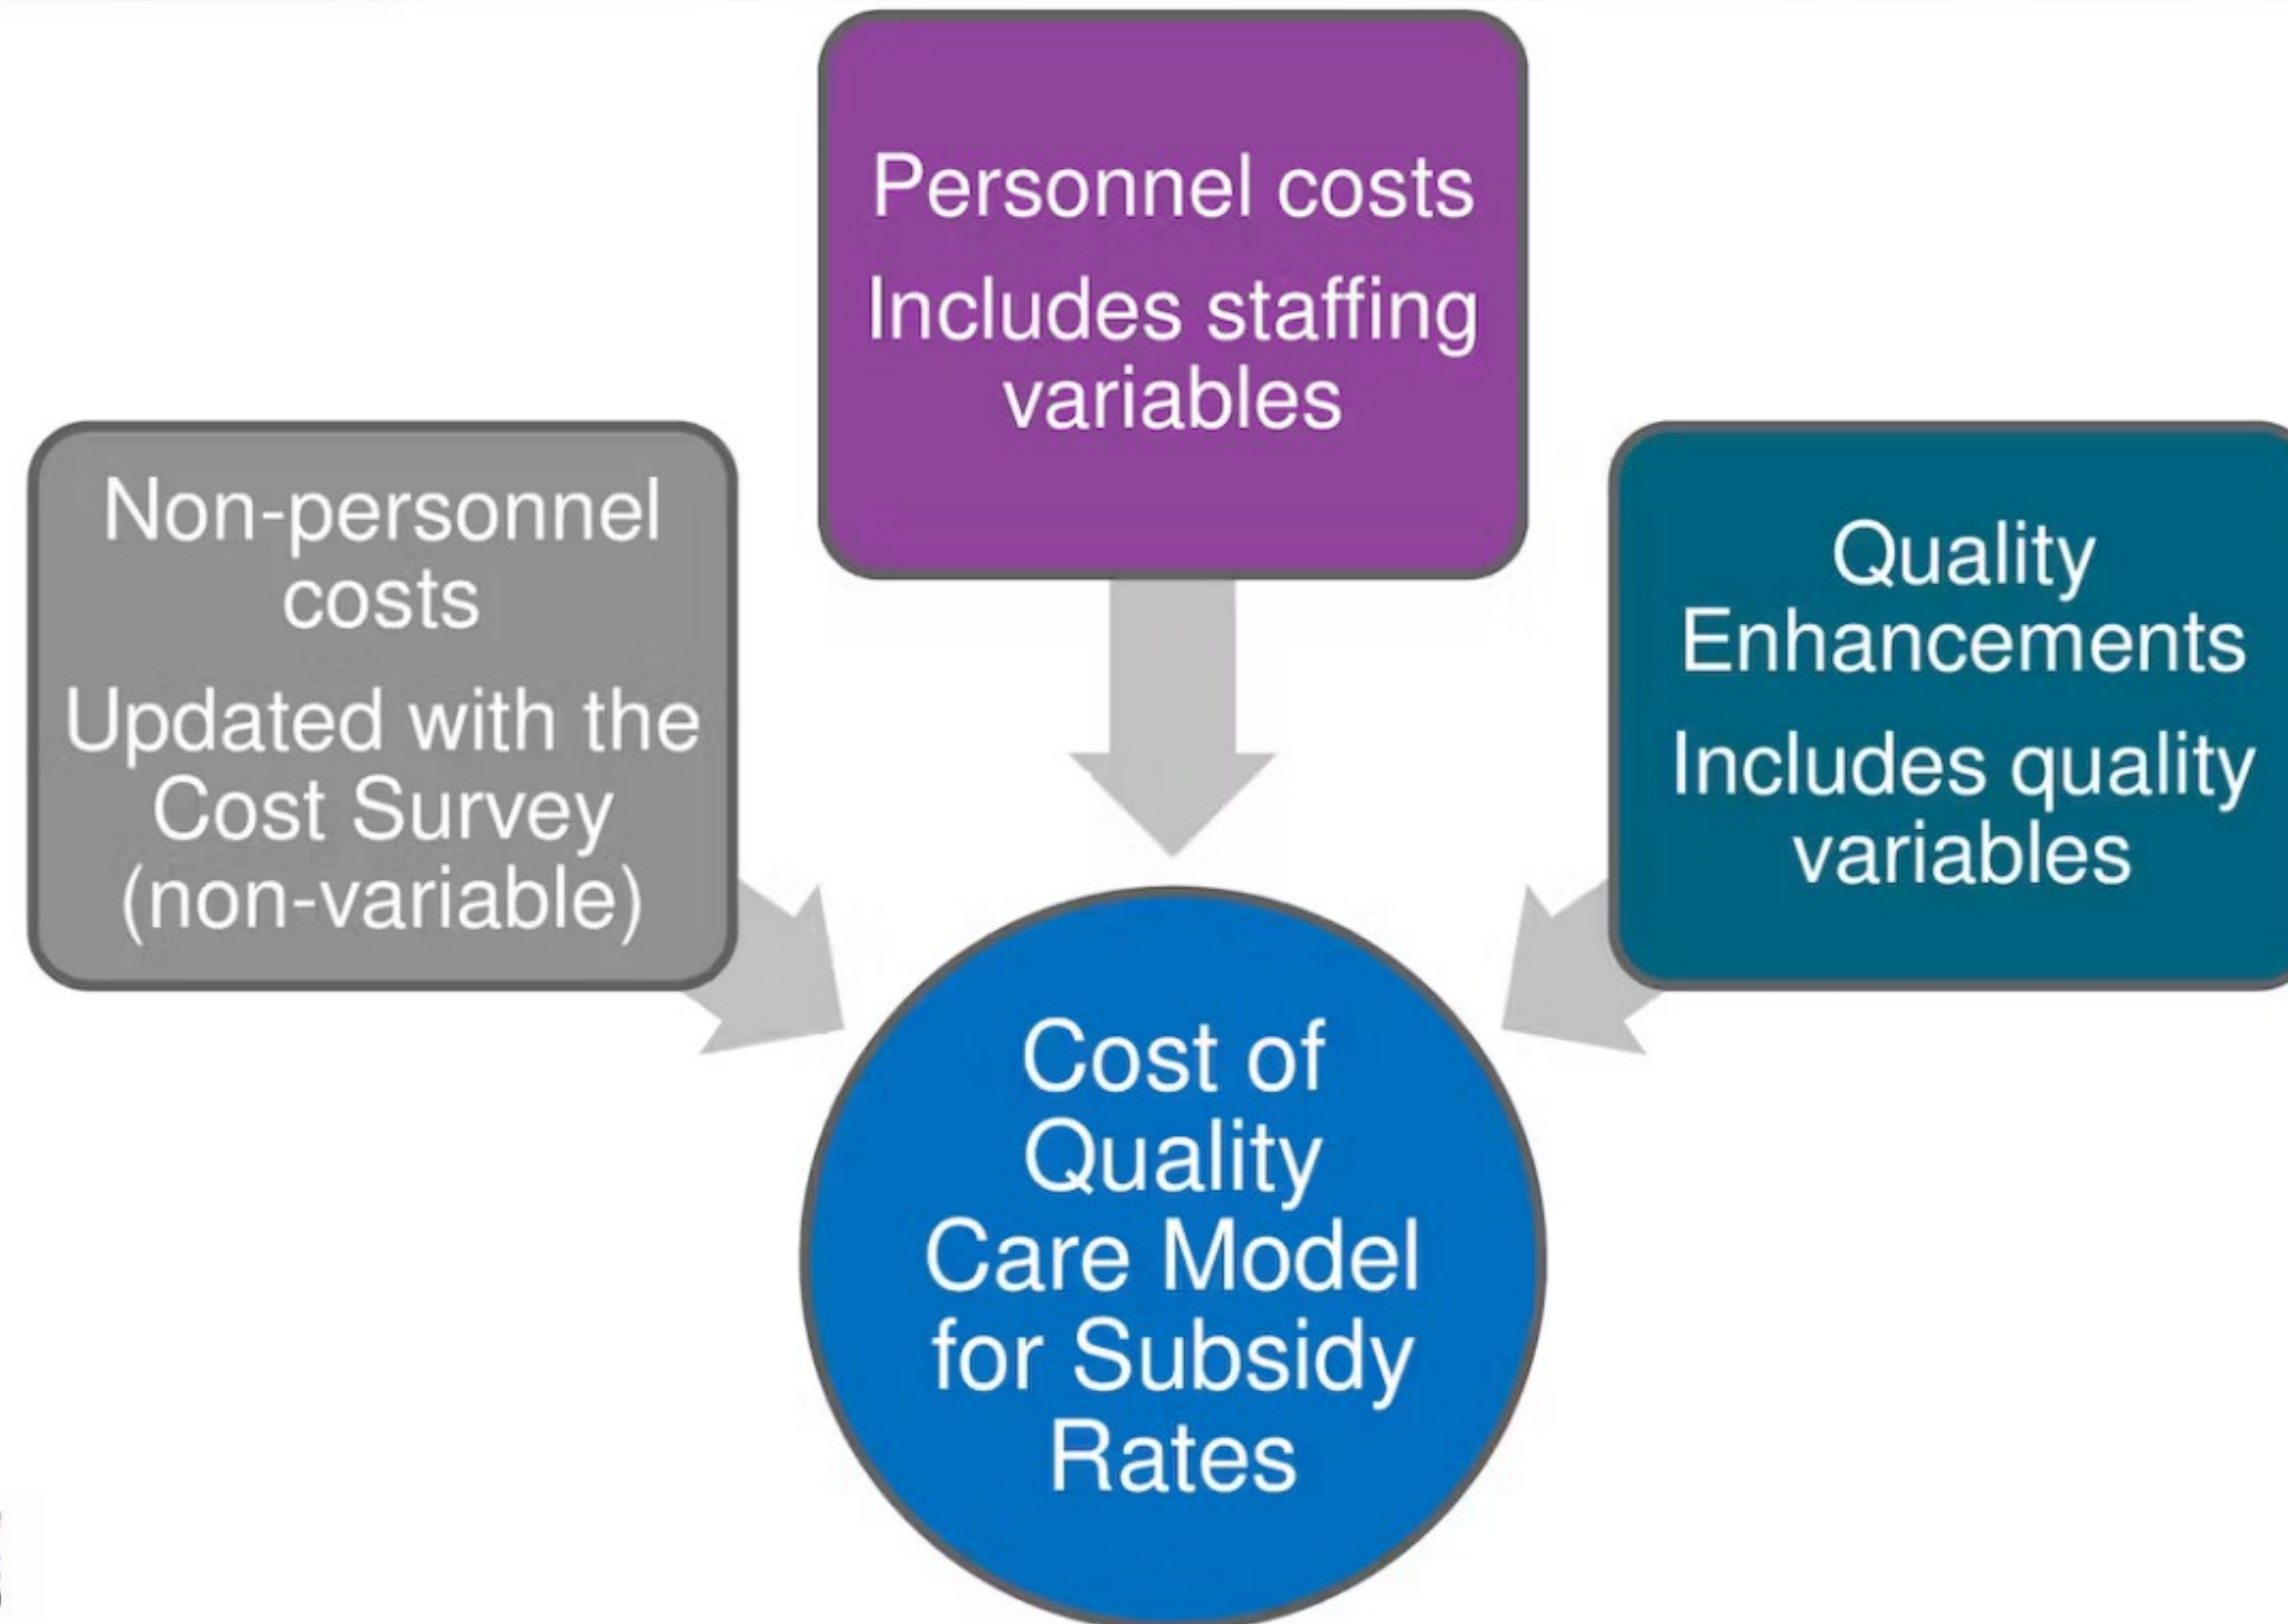 Personnel costs
Includes staffing
variables
Non-personnel
costs
Updated with the
Cost Survey
(non-variable)
Quality
Enhancements
Includes quality
variables
Cost of
Quality
Care Model
for Subsidy
Rates